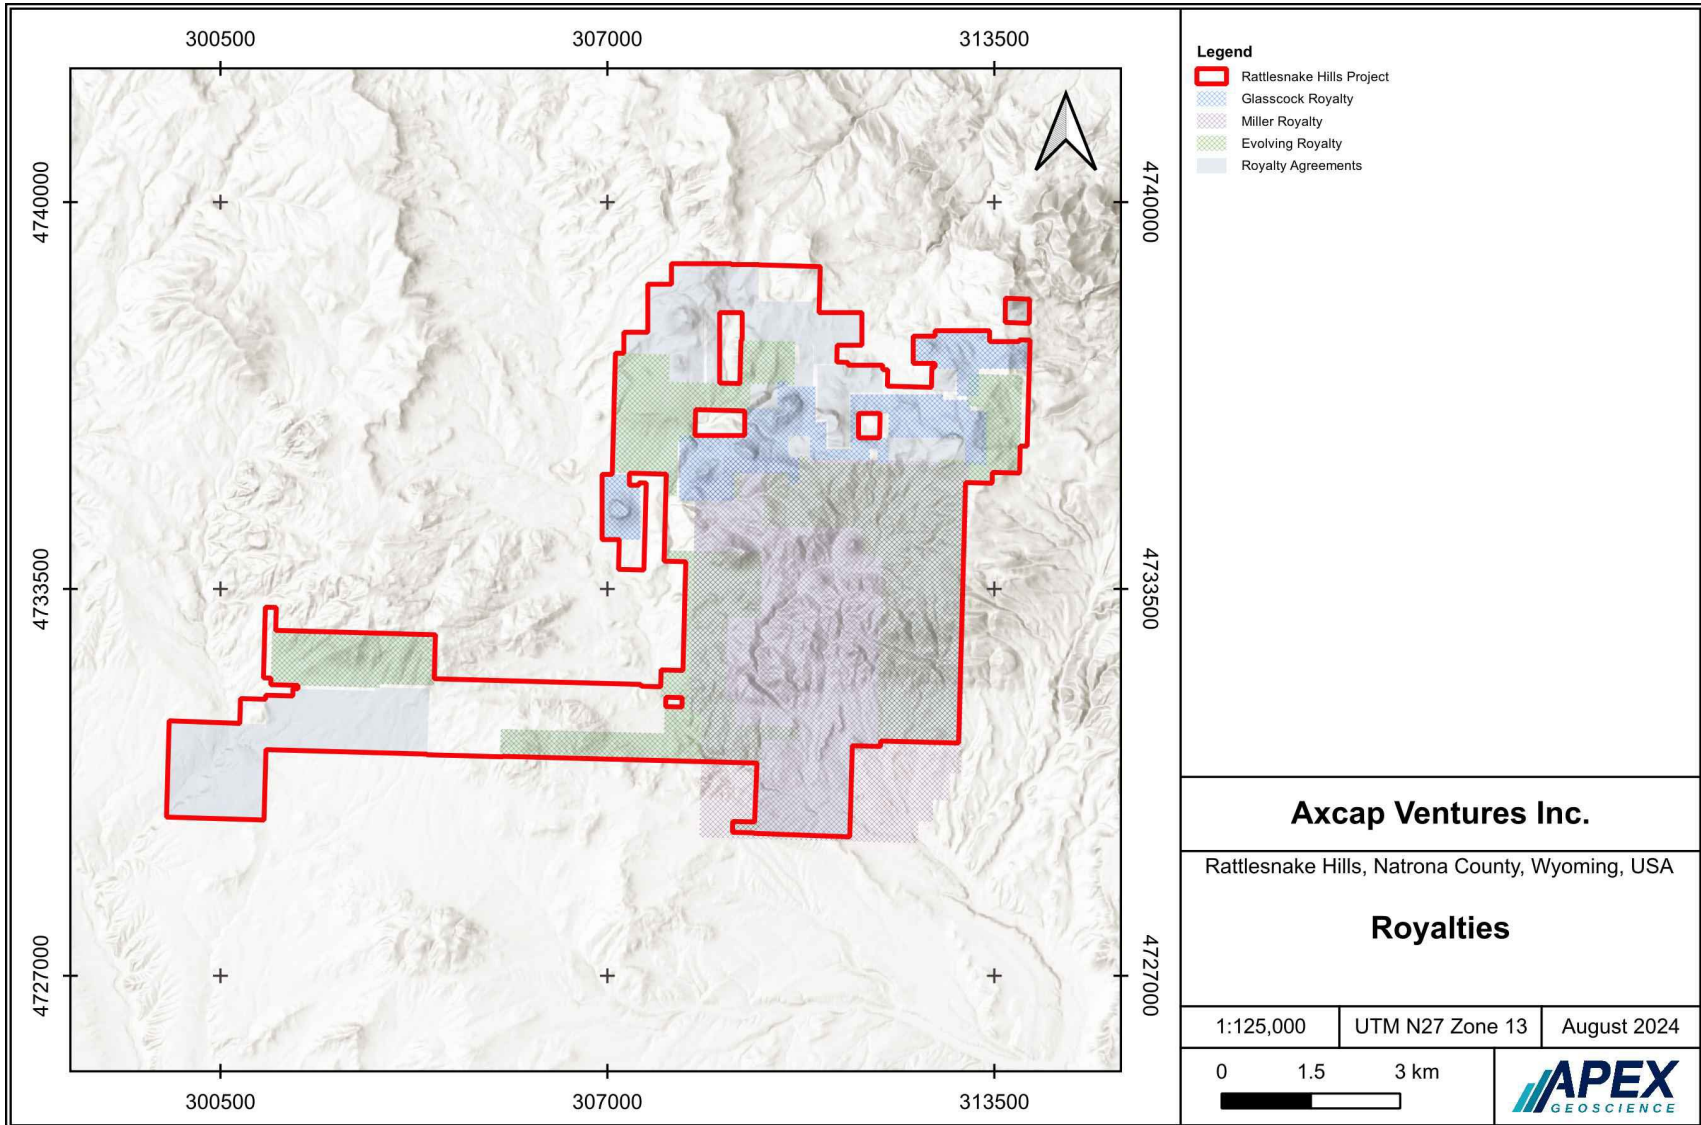 300500 307000 313500
4740000 4740000
4733500 4733500
4727000 4727000
300500 307000 313500
Legend
Rattlesnake Hills Project
Glasscock Royalty
Miller Royalty
Evolving Royalty
Royalty Agreements
Axcap Ventures Inc.
Rattlesnake Hills, Natrona County, Wyoming, USA
Royalties
1:125,000 UTM N27 Zone 13 August 2024
0 1.5 3 km
APEX
GEOSCIENCE